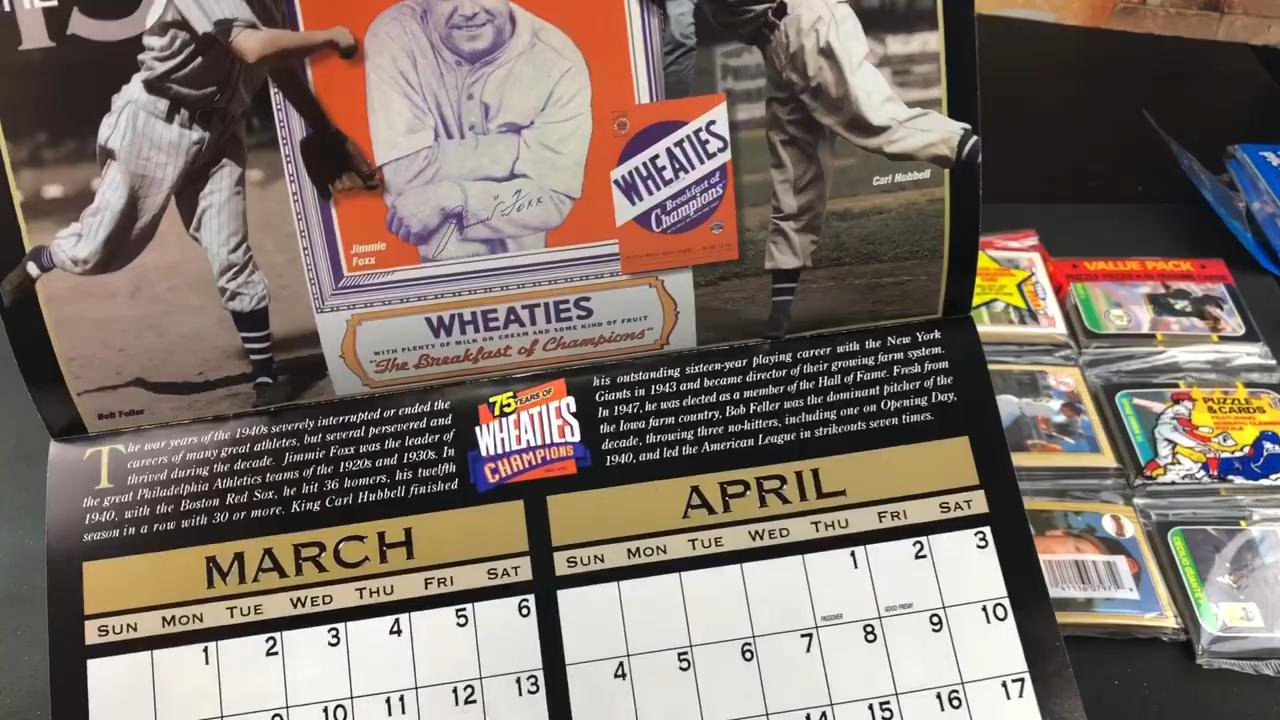 THE
Jimmie
Foxx
Jimmie Foxx
WHEATIES
"Breakfast of
Champions"
Carl Hubbell
Bob Feller
WHEATIES
WITH PLENTY OF MILK OR CREAM AND SOME KIND OF FRUIT
"The Breakfast of Champions"
The war years of the 1940s severely interrupted or ended the
careers of many great athletes, but several persevered and
thrived during the decade. Jimmie Foxx was the leader of
the great Philadelphia Athletics teams of the 1920s and 1930s. In
1940, with the Boston Red Sox, he hit 36 homers, his twelfth
season in a row with 30 or more. King Carl Hubbell finished
75 YEARS OF
WHEATIES
CHAMPIONS
his outstanding sixteen-year playing career with the New York
Giants in 1943 and became director of their growing farm system.
In 1947, he was elected as a member of the Hall of Fame. Fresh from
the Iowa farm country, Bob Feller was the dominant pitcher of the
decade, throwing three no-hitters, including one on Opening Day,
1940, and led the American League in strikeouts seven times.
MARCH
SUN MON TUE WED THU FRI SAT
1 2 3 4 5 6
9 10 11 12 13
APRIL
SUN MON TUE WED THU FRI SAT
1 2 3
PASSOVER
GOOD FRIDAY
4 5 6 7 8 9 10
14 15 16 17
VALUE PACK
PUZZLE
& CARDS
CECILIO GUANTE